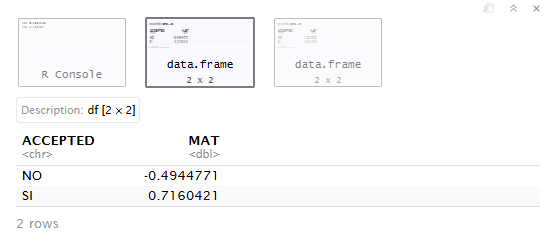 R Console
data.frame
2 x 2
data.frame
2 x 2
Description: df [2 × 2]
ACCEPTED MAT
<chr> <dbl>
NO -0.4944771
SI 0.7160421
2 rows